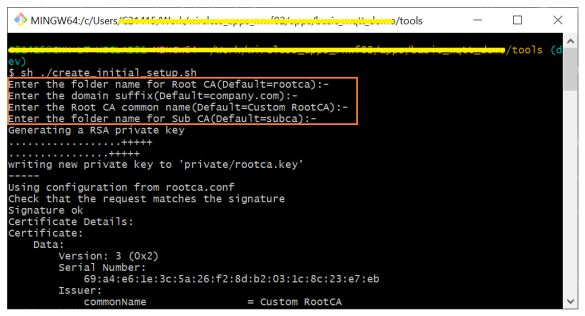 MINGW64:/c/Users/ /tools
/tools (d
ev)
$ sh ./create_initial_setup.sh
Enter the folder name for Root CA(Default=rootca):-
Enter the domain suffix(Default=company.com):-
Enter the Root CA common name(Default=Custom RootCA):-
Enter the folder name for Sub CA(Default=subca):-
Generating a RSA private key
..................+++++
................+++++
writing new private key to 'private/rootca.key'
-----
Using configuration from rootca.conf
Check that the request matches the signature
Signature ok
Certificate Details:
Certificate:
    Data:
        Version: 3 (0x2)
        Serial Number:
            69:a4:e6:1e:3c:5a:26:f2:8d:b2:03:1c:8c:23:e7:eb
        Issuer:
            commonName                = Custom RootCA